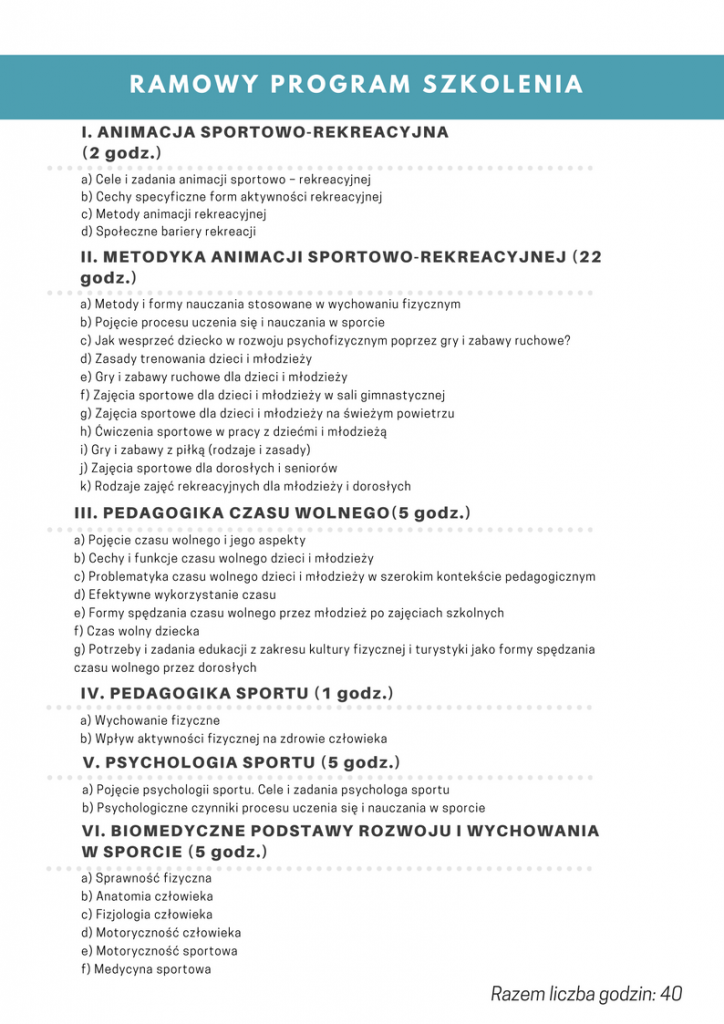 RAMOWY PROGRAM SZKOLENIA
I. ANIMACJA SPORTOWO-REKREACYJNA
(2 godz.)
a) Cele i zadania animacji sportowo – rekreacyjnej
b) Cechy specyficzne form aktywności rekreacyjnej
c) Metody animacji rekreacyjnej
d) Społeczne bariery rekreacji
II. METODYKA ANIMACJI SPORTOWO-REKREACYJNEJ (22
godz.)
a) Metody i formy nauczania stosowane w wychowaniu fizycznym
b) Pojęcie procesu uczenia się i nauczania w sporcie
c) Jak wesprzeć dziecko w rozwoju psychofizycznym poprzez gry i zabawy ruchowe?
d) Zasady trenowania dzieci i młodzieży
e) Gry i zabawy ruchowe dla dzieci i młodzieży
f) Zajęcia sportowe dla dzieci i młodzieży w sali gimnastycznej
g) Zajęcia sportowe dla dzieci i młodzieży na świeżym powietrzu
h) Ćwiczenia sportowe w pracy z dziećmi i młodzieżą
i) Gry i zabawy z piłką (rodzaje i zasady)
j) Zajęcia sportowe dla dorosłych i seniorów
k) Rodzaje zajęć rekreacyjnych dla młodzieży i dorosłych
III. PEDAGOGIKA CZASU WOLNEGO(5 godz.)
a) Pojęcie czasu wolnego i jego aspekty
b) Cechy i funkcje czasu wolnego dzieci i młodzieży
c) Problematyka czasu wolnego dzieci i młodzieży w szerokim kontekście pedagogicznym
d) Efektywne wykorzystanie czasu
e) Formy spędzania czasu wolnego przez młodzież po zajęciach szkolnych
f) Czas wolny dziecka
g) Potrzeby i zadania edukacji z zakresu kultury fizycznej i turystyki jako formy spędzania
czasu wolnego przez dorosłych
IV. PEDAGOGIKA SPORTU (1 godz.)
a) Wychowanie fizyczne
b) Wpływ aktywności fizycznej na zdrowie człowieka
V. PSYCHOLOGIA SPORTU (5 godz.)
a) Pojęcie psychologii sportu. Cele i zadania psychologa sportu
b) Psychologiczne czynniki procesu uczenia się i nauczania w sporcie
VI. BIOMEDYCZNE PODSTAWY ROZWOJU I WYCHOWANIA
W SPORCIE (5 godz.)
a) Sprawność fizyczna
b) Anatomia człowieka
c) Fizjologia człowieka
d) Motoryczność człowieka
e) Motoryczność sportowa
f) Medycyna sportowa
Razem liczba godzin: 40